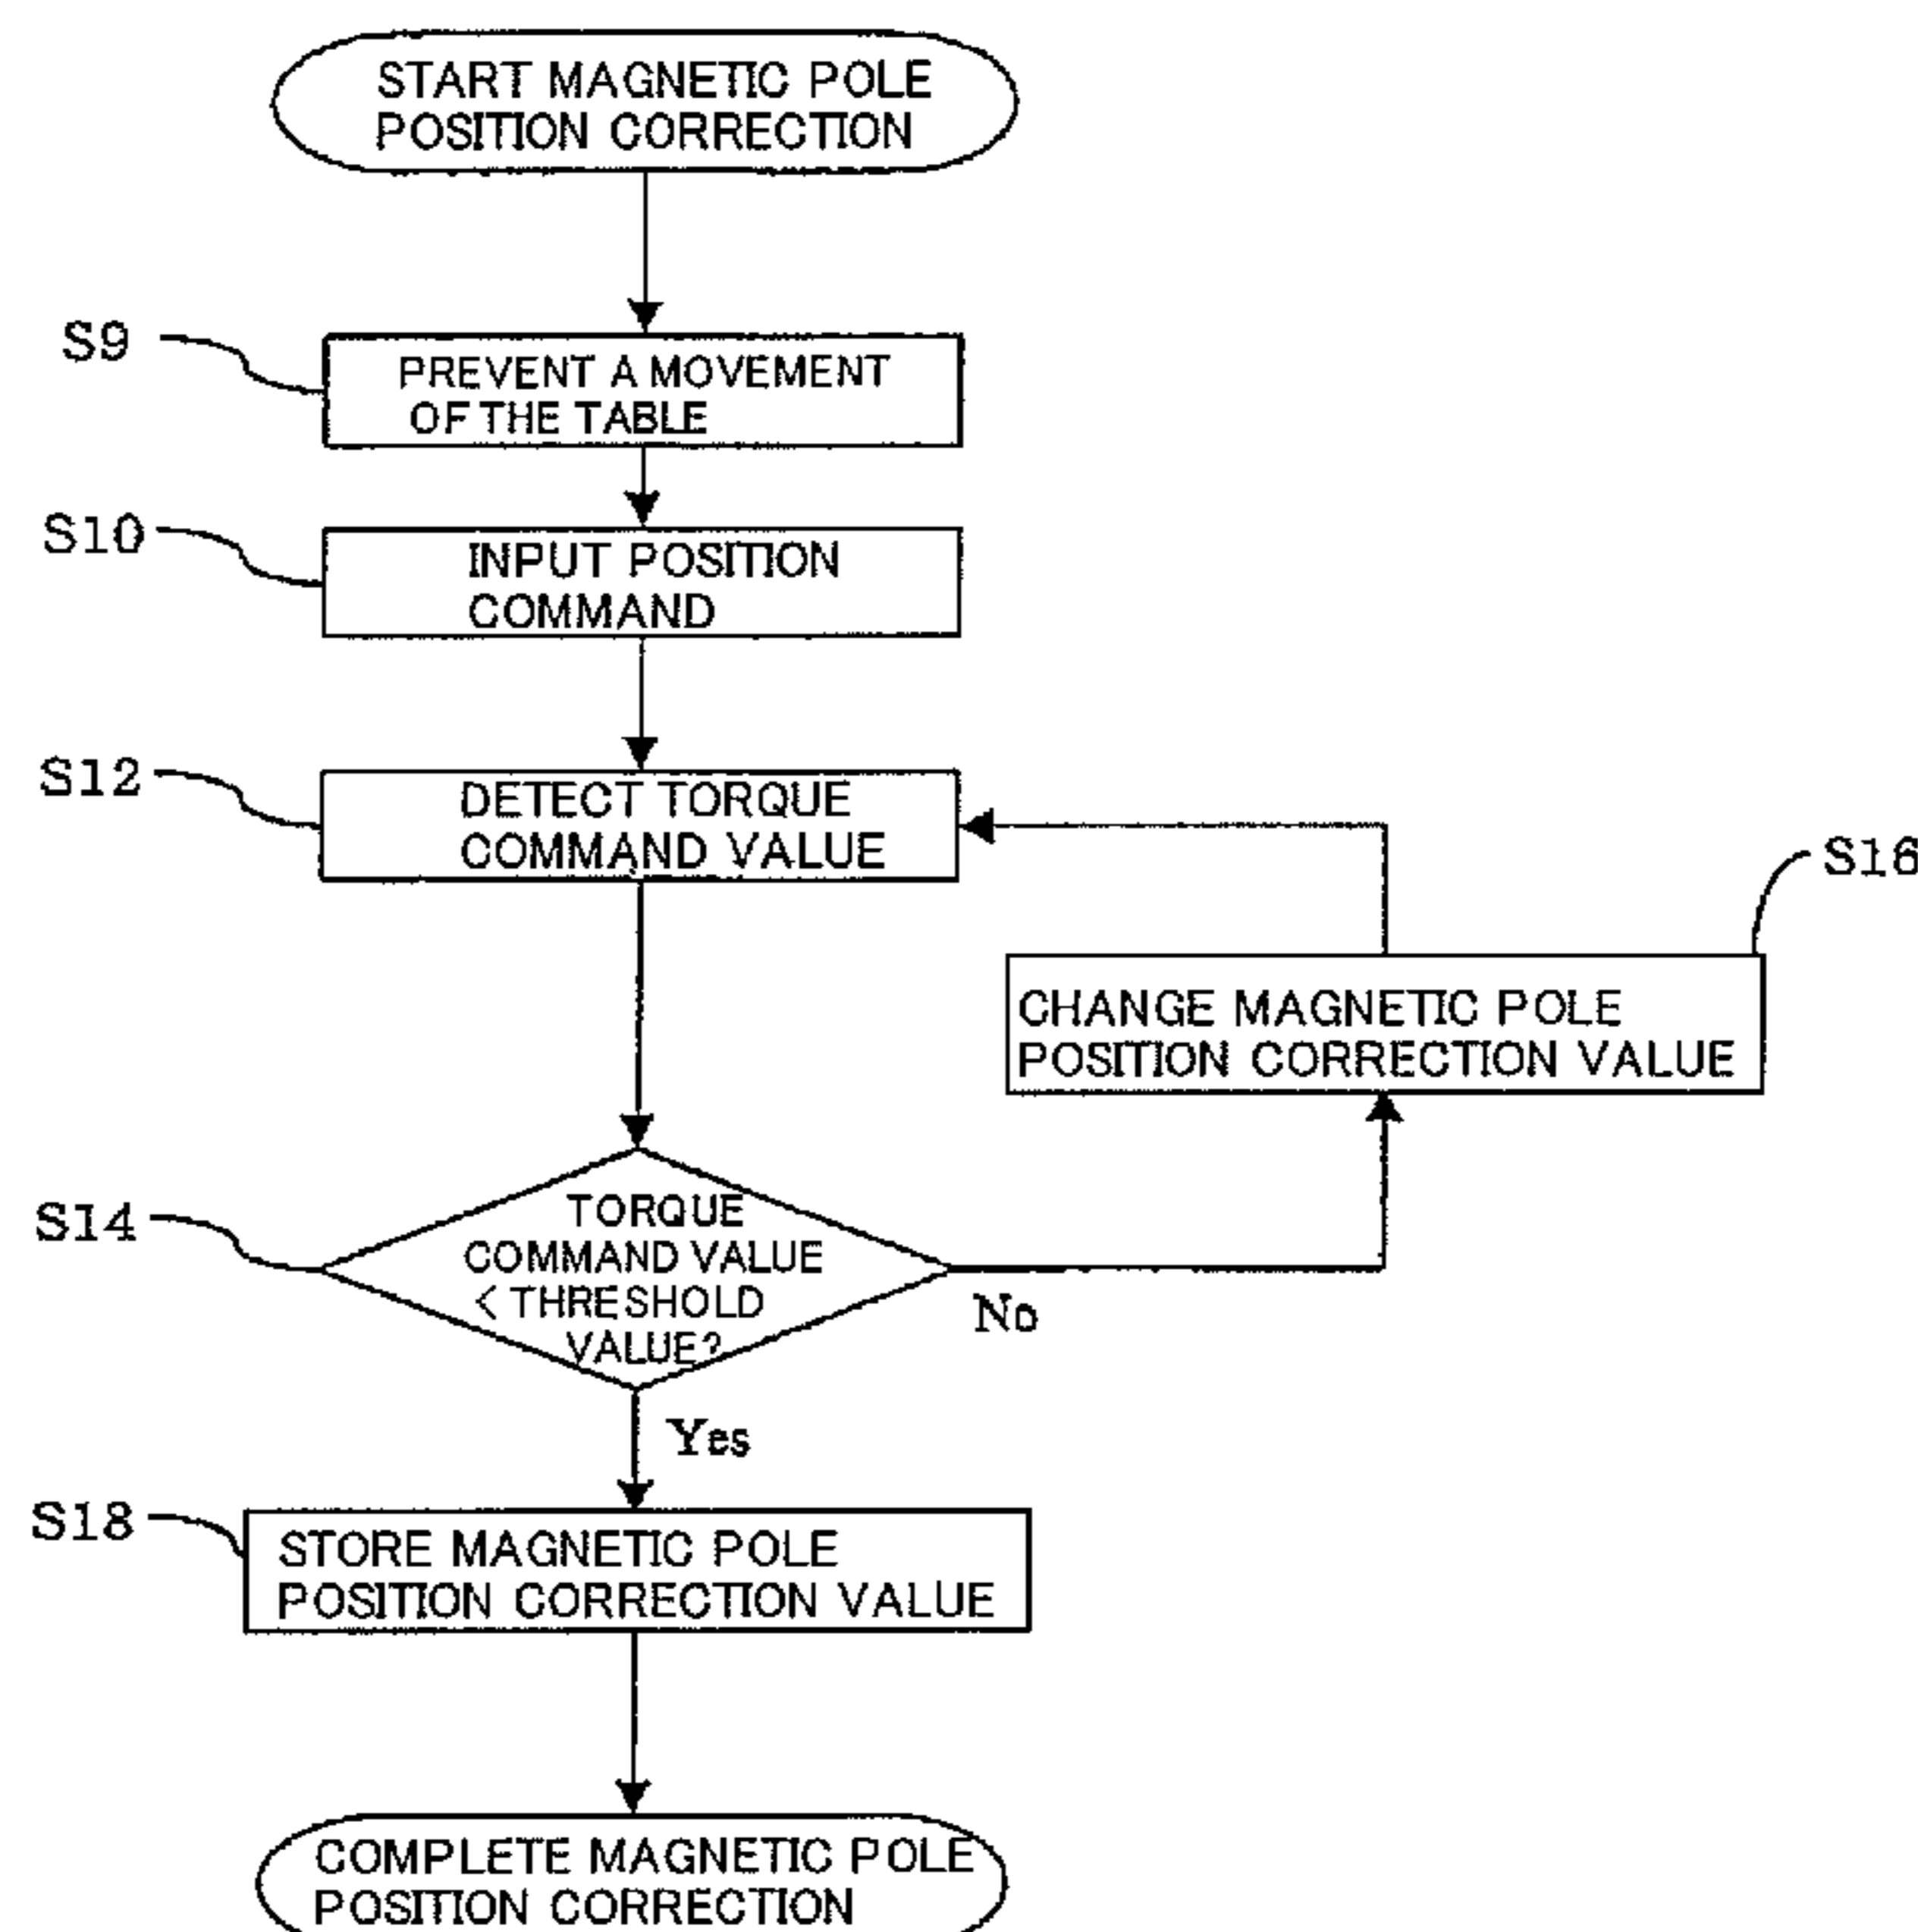 START MAGNETIC POLE
POSITION CORRECTION
S9
PREVENT A MOVEMENT
OF THE TABLE
S10
INPUT POSITION
COMMAND
S12
DETECT TORQUE
COMMAND VALUE
S16
CHANGE MAGNETIC POLE
POSITION CORRECTION VALUE
S14
TORQUE
COMMAND VALUE
< THRESHOLD
VALUE?
No
Yes
S18
STORE MAGNETIC POLE
POSITION CORRECTION VALUE
COMPLETE MAGNETIC POLE
POSITION CORRECTION